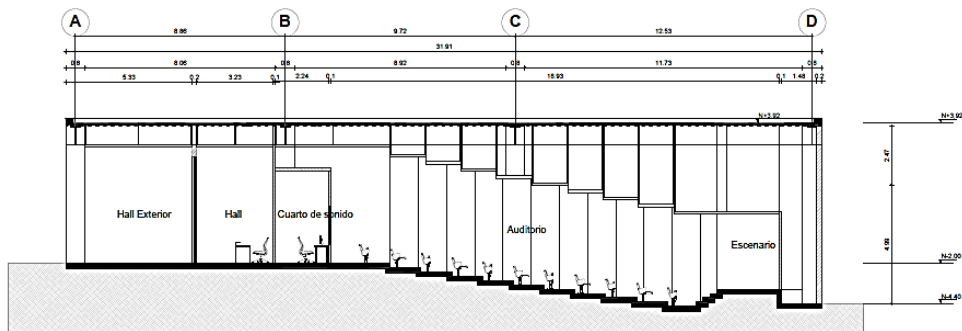 A B C D
8.86 9.72 12.53
31.91
0.8 8.06 0.8 8.92 0.8 11.73 0.8
5.33 0.2 3.23 0.1 2.24 0.1 18.93 0.1 1.48 0.2
N+3.92 N+3.92
2.47
Hall Exterior Hall Cuarto de sonido
Auditorio Escenario
4.99
N-2.00
N-4.40